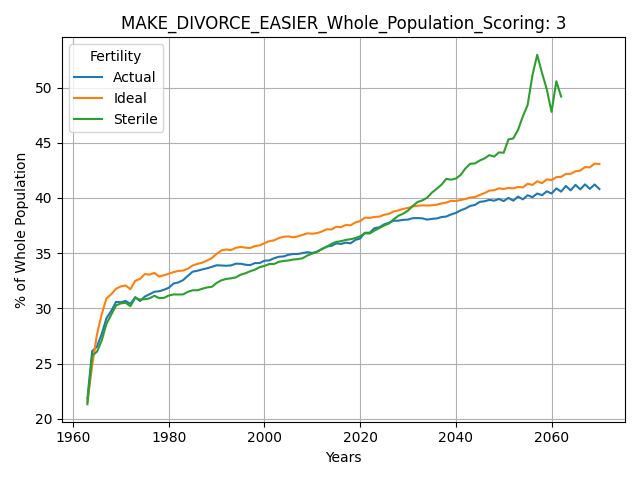 MAKE_DIVORCE_EASIER_Whole_Population_Scoring: 3
Fertility
Actual
Ideal
Sterile
% of Whole Population
50
45
40
35
30
25
20
1960
1980
2000
2020
2040
2060
Years